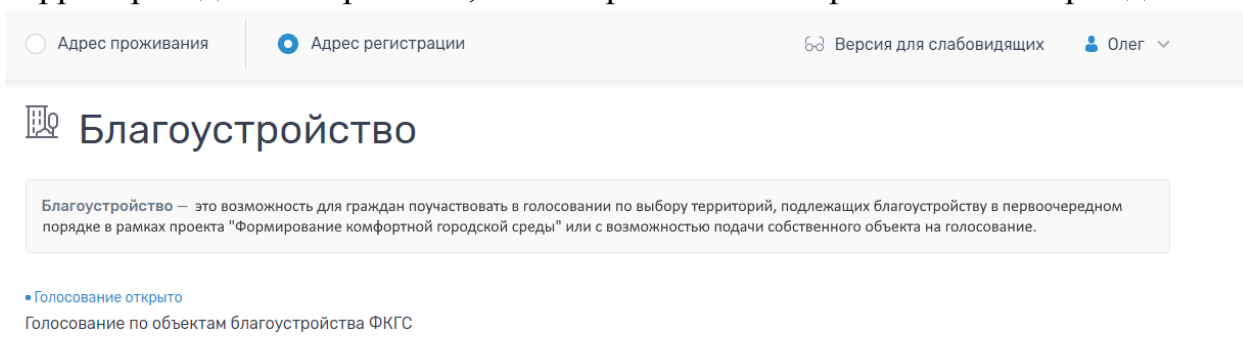 Адрес проживания
Адрес регистрации
Версия для слабовидящих
Олег
Благоустройство
Благоустройство — это возможность для граждан поучаствовать в голосовании по выбору территорий, подлежащих благоустройству в первоочередном
порядке в рамках проекта "Формирование комфортной городской среды" или с возможностью подачи собственного объекта на голосование.
• Голосование открыто
Голосование по объектам благоустройства ФКГС